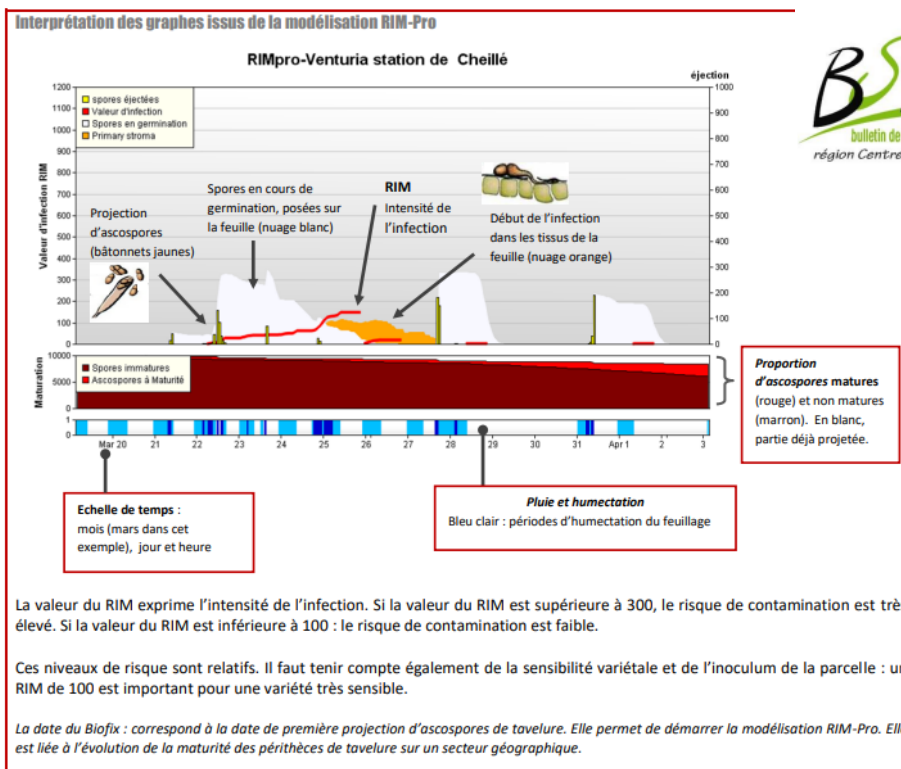 Interprétation des graphes issus de la modélisation RIM-Pro
RIMpro-Venturia station de Cheillé
éjection
1200
1100
1000
900
800
700
600
500
400
300
200
100
0
Valeur d'infection RIM
spores éjectées
Valeur d'infection
Spores en germination
Primary stroma
1000
900
800
700
600
500
400
300
200
100
0
Projection
d'ascospores
(bâtonnets jaunes)
Spores en cours de
germination, posées sur
la feuille (nuage blanc)
RIM
Intensité de
l'infection
Début de l'infection
dans les tissus de la
feuille (nuage orange)
BS
bulletin de
région Centre
10000
5000
0
Maturation
Spores immatures
Ascospores à Maturité
1
0
1
0
Mar 20 21 22 23 24 25 26 27 28 29 30 31 Apr 1 2 3
Proportion
d'ascospores matures
(rouge) et non matures
(marron). En blanc,
partie déjà projetée.
Echelle de temps :
mois (mars dans cet
exemple), jour et heure
Pluie et humectation
Bleu clair : périodes d'humectation du feuillage
La valeur du RIM exprime l'intensité de l'infection. Si la valeur du RIM est supérieure à 300, le risque de contamination est trè
élevé. Si la valeur du RIM est inférieure à 100 : le risque de contamination est faible.
Ces niveaux de risque sont relatifs. Il faut tenir compte également de la sensibilité variétale et de l'inoculum de la parcelle : un
RIM de 100 est important pour une variété très sensible.
La date du Biofix : correspond à la date de première projection d'ascospores de tavelure. Elle permet de démarrer la modélisation RIM-Pro. Elle
est liée à l'évolution de la maturité des périthèces de tavelure sur un secteur géographique.